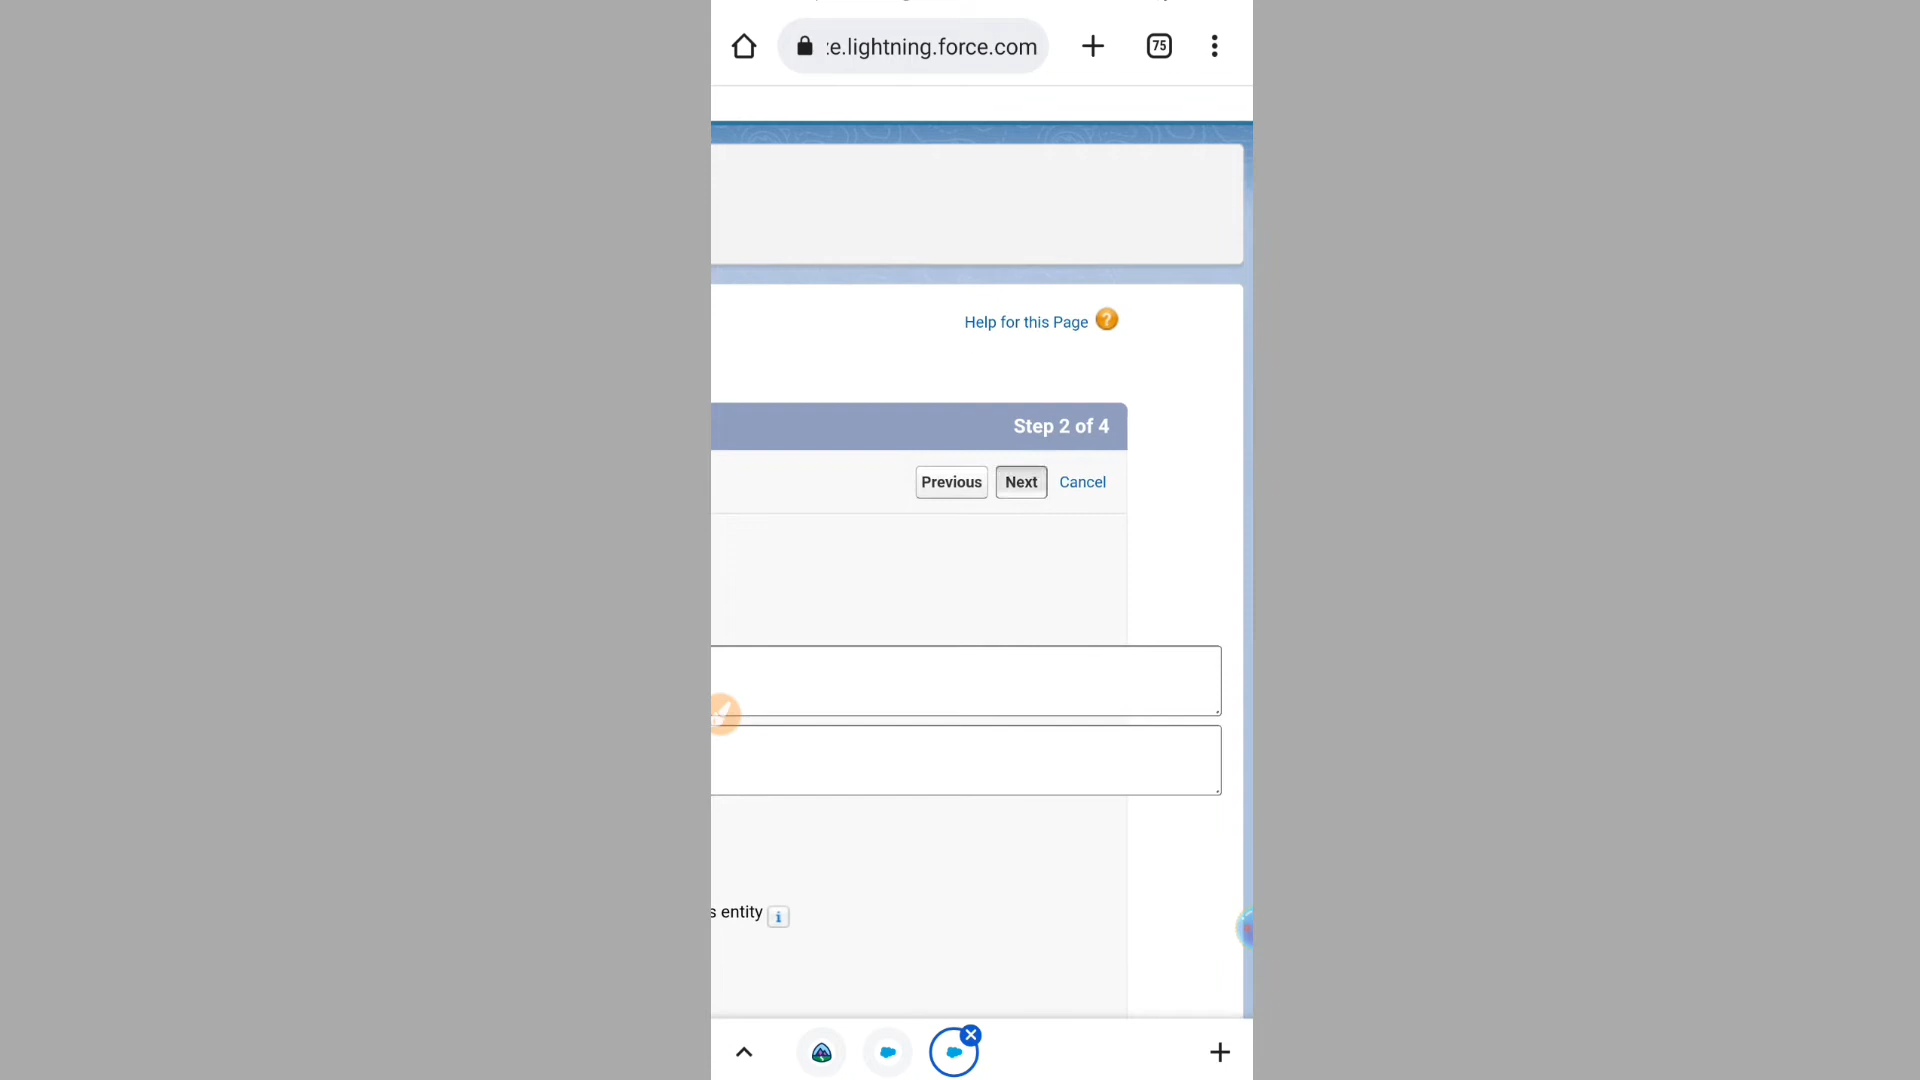 :e.lightning.force.com
75
Help for this Page ?
Step 2 of 4
Previous Next Cancel
s entity i